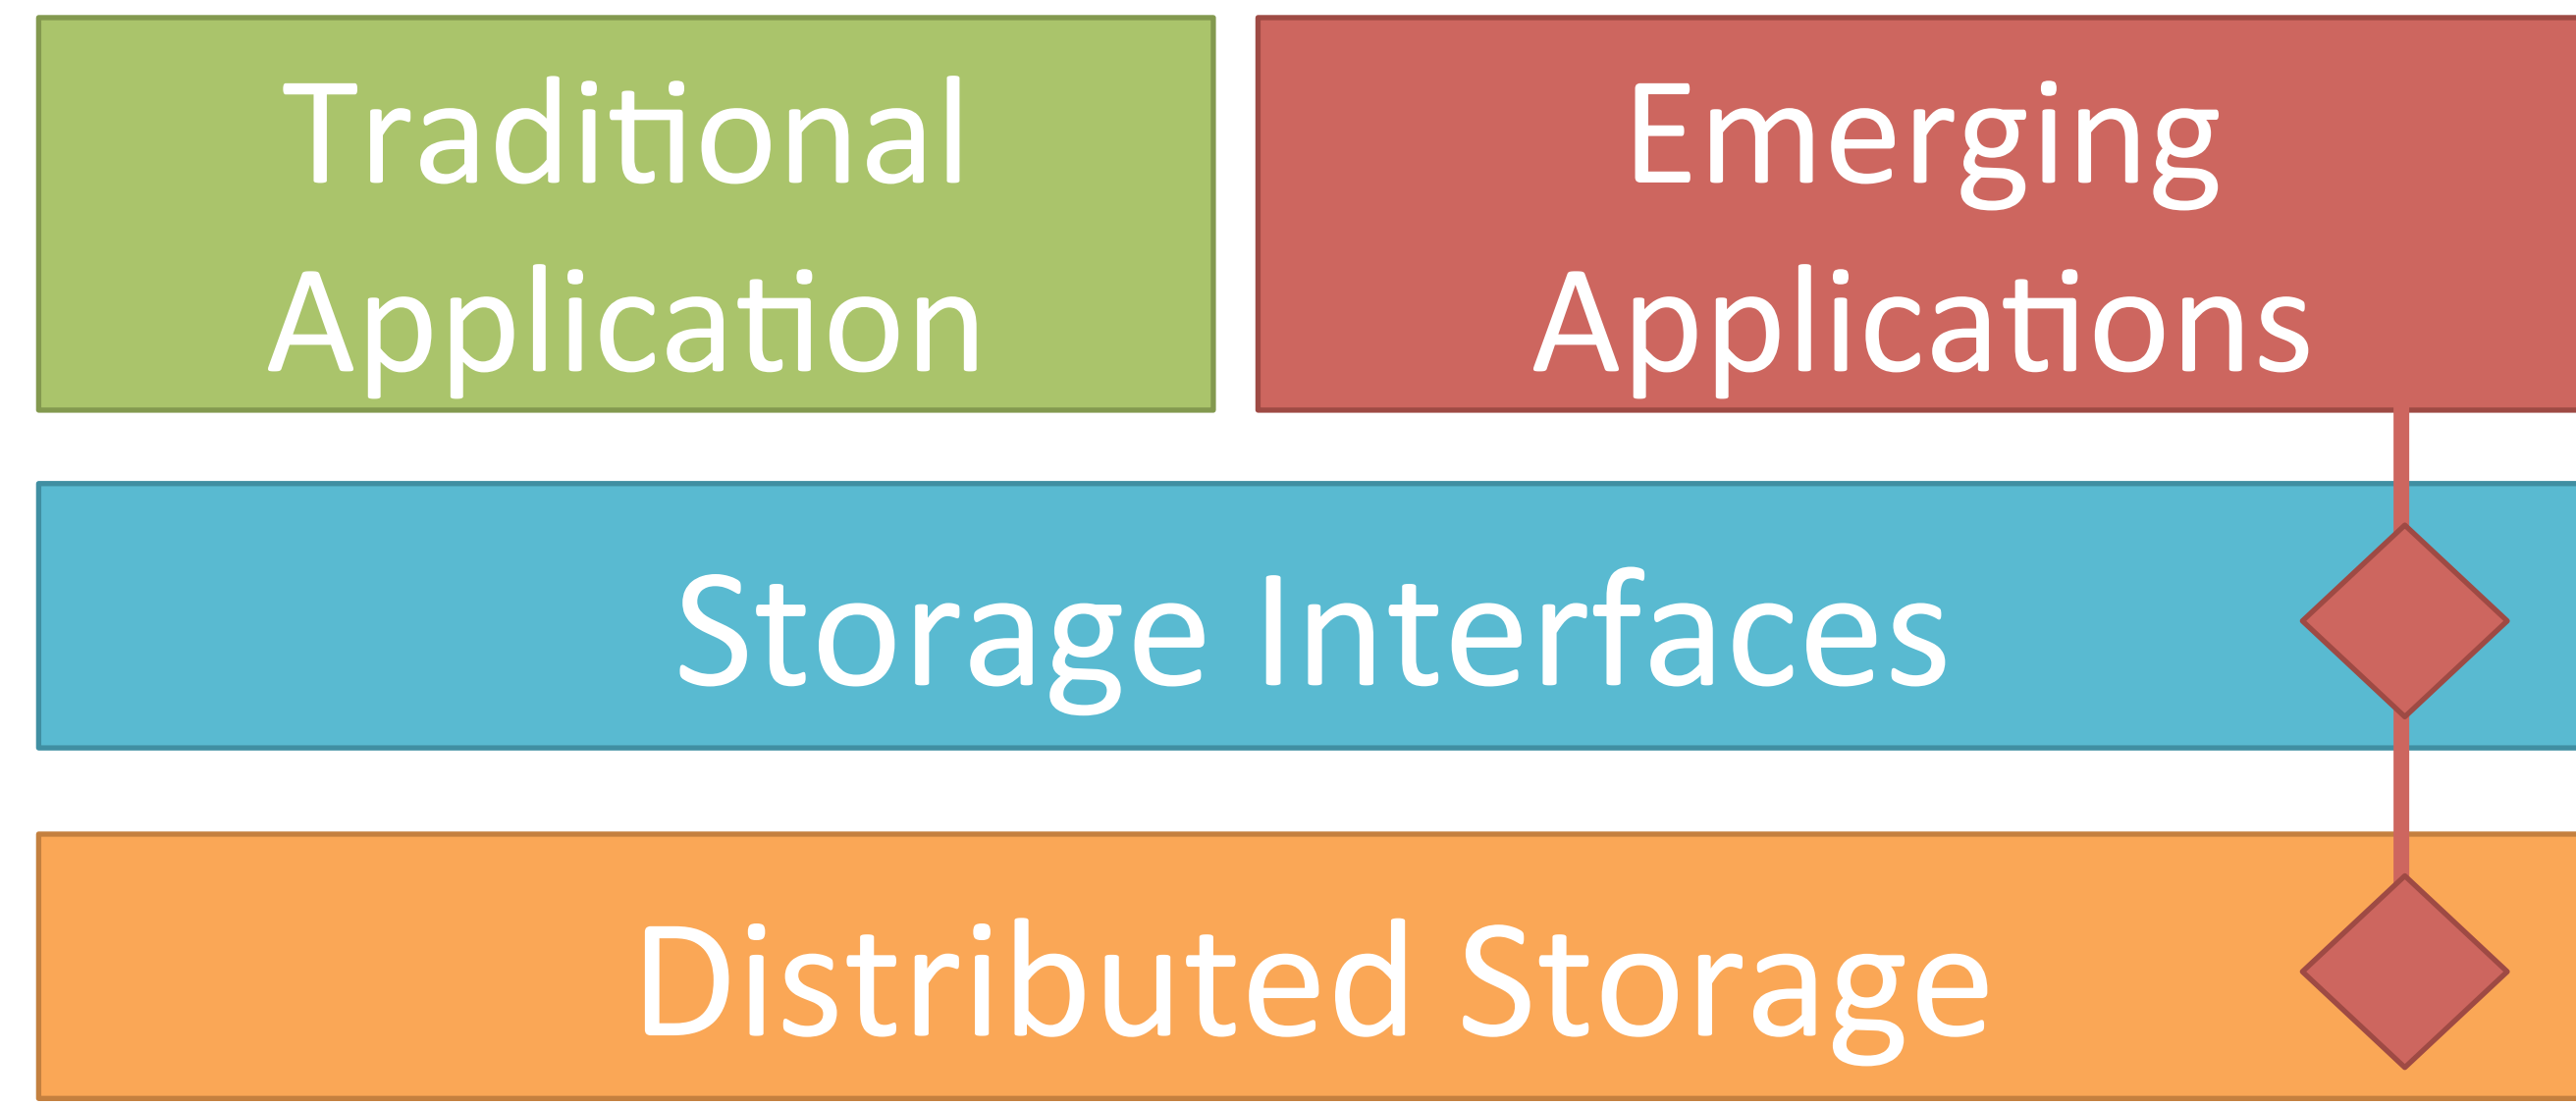 Traditional
Application
Emerging
Applications
Storage Interfaces
Distributed Storage